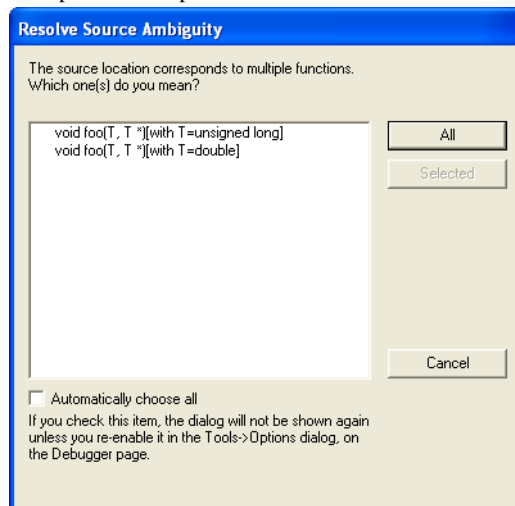 Resolve Source Ambiguity
The source location corresponds to multiple functions.
Which one(s) do you mean?
void foo(T, T *)[with T=unsigned long]
void foo(T, T *)[with T=double]
All
Selected
Cancel
Automatically choose all
If you check this item, the dialog will not be shown again
unless you re-enable it in the Tools->Options dialog, on
the Debugger page.